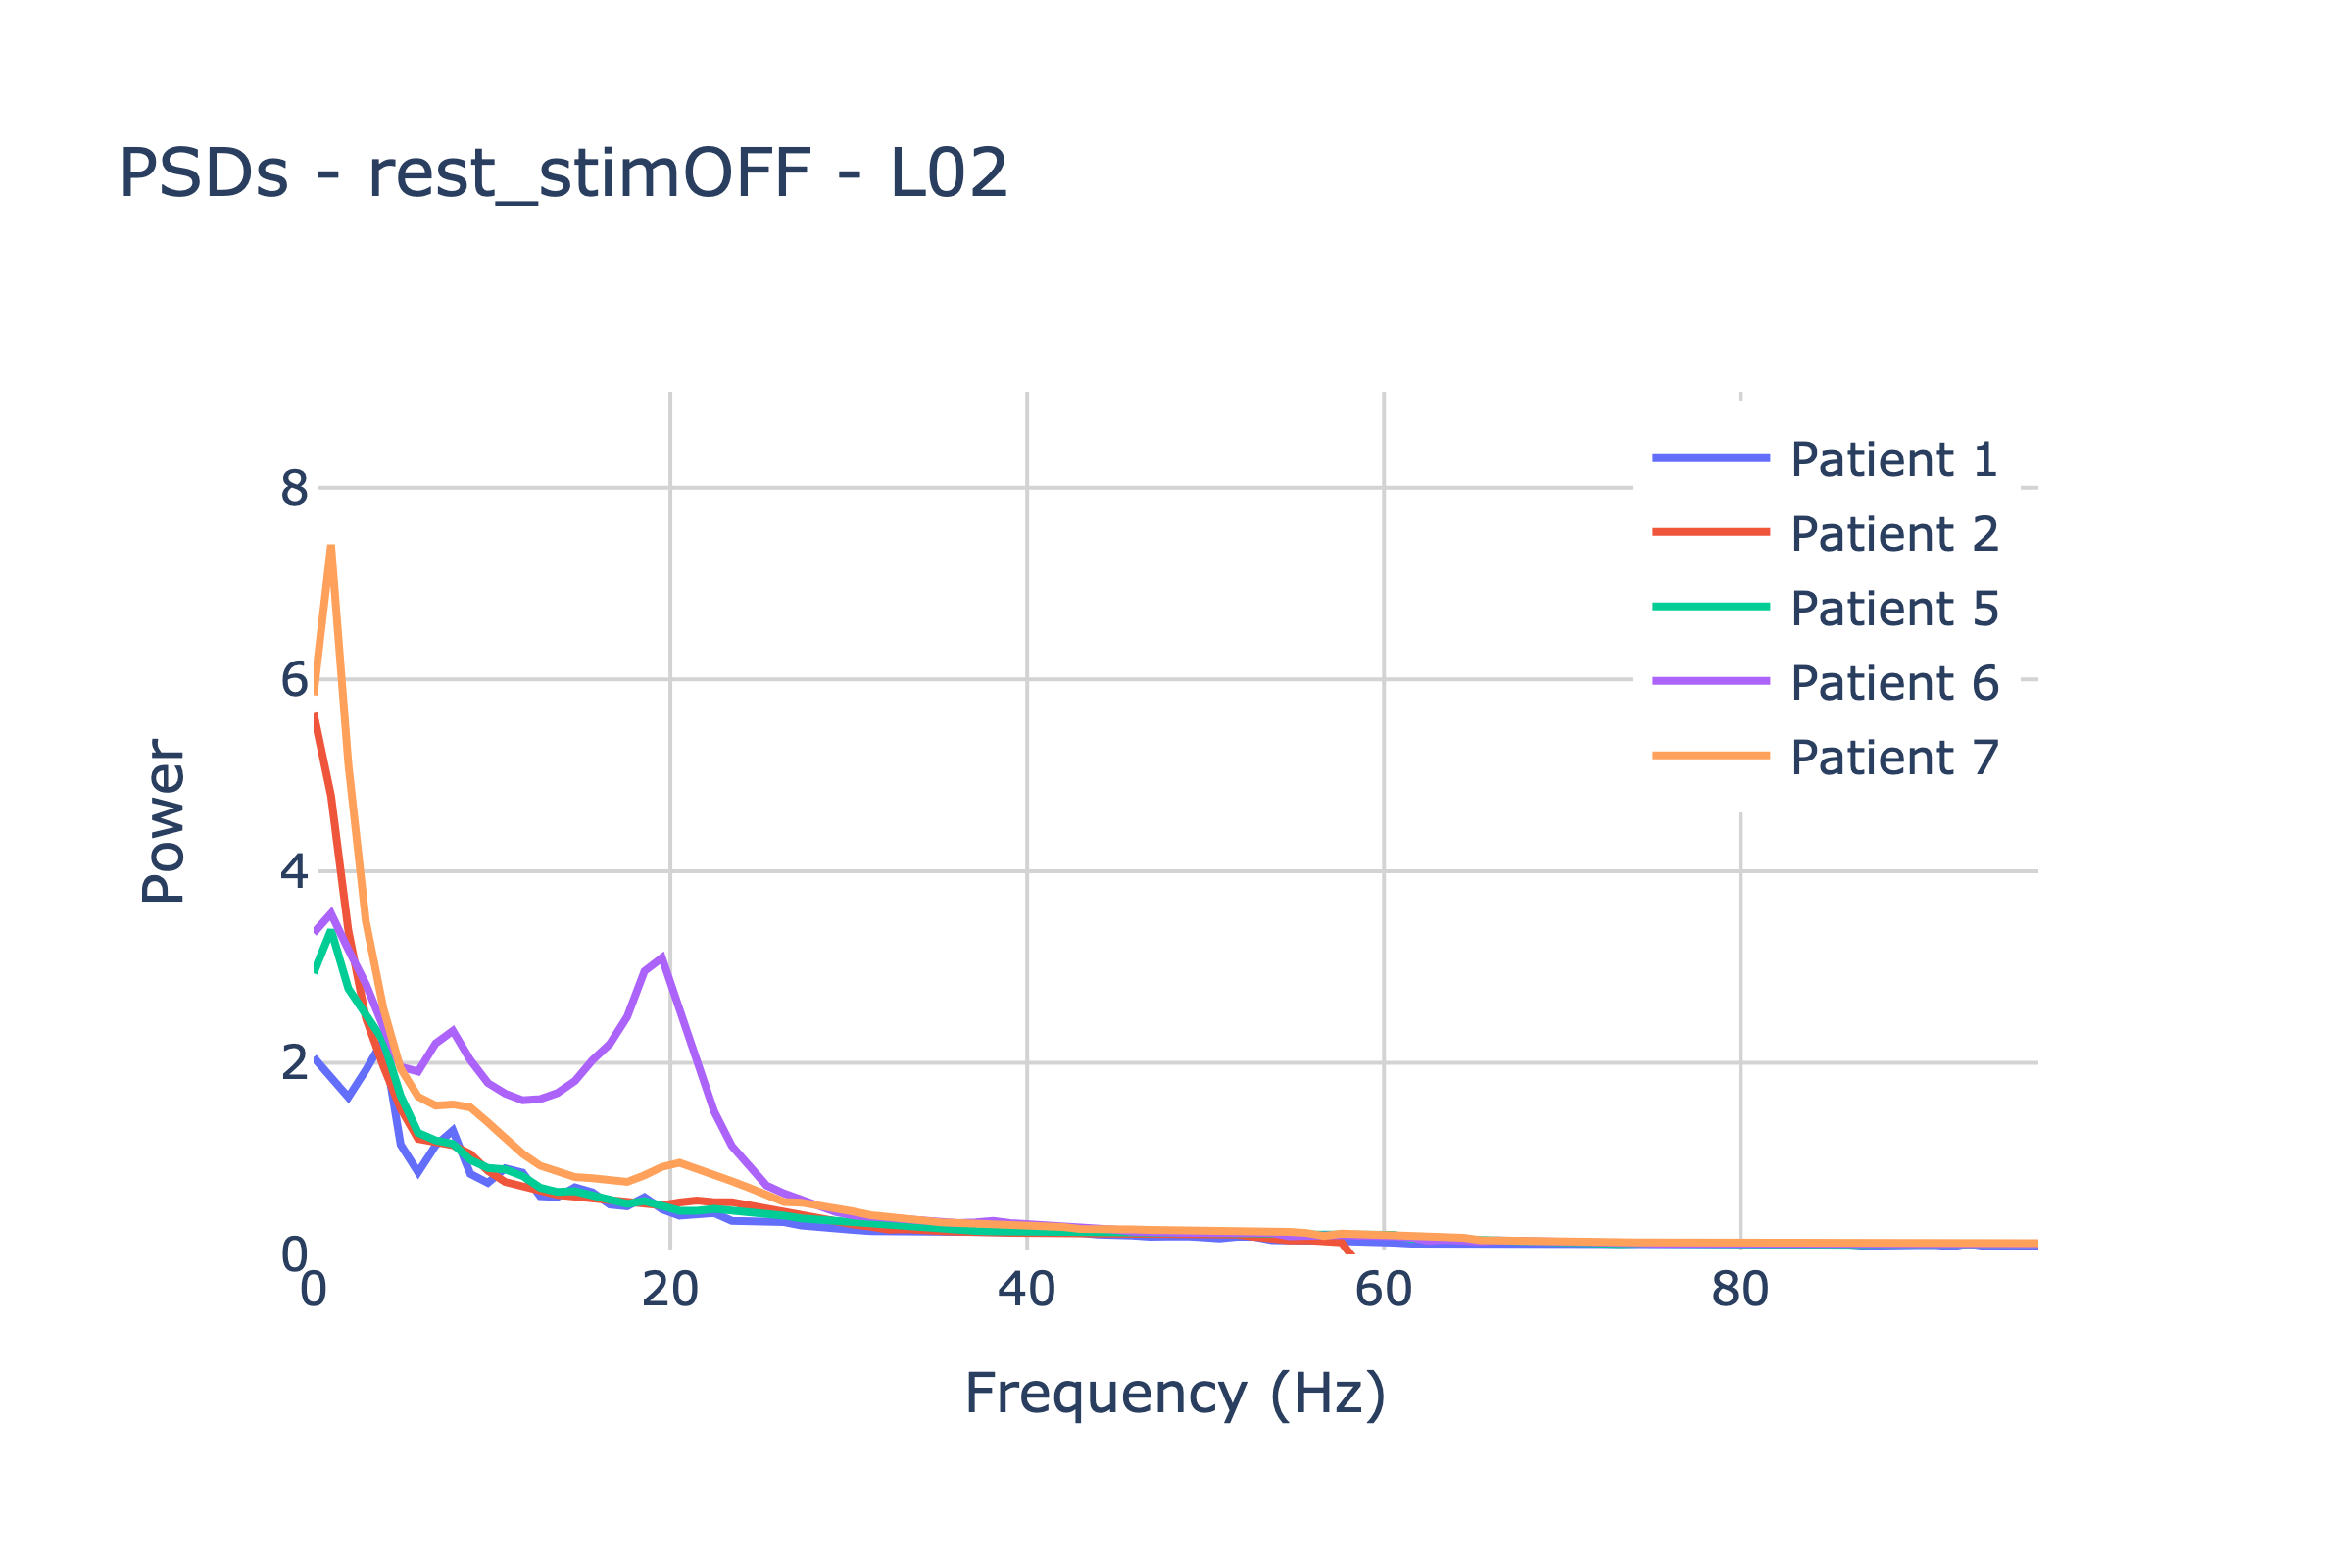 PSDs - rest_stimOFF - L02
Patient 1
Patient 2
Patient 5
Patient 6
Patient 7
8
6
4
2
0
Power
0 20 40 60 80
Frequency (Hz)